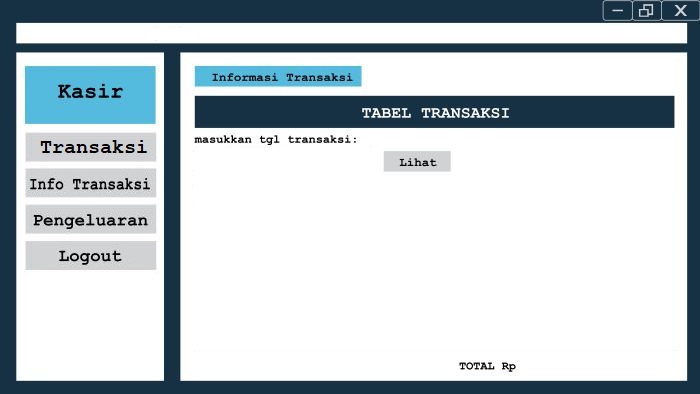 Kasir
Transaksi
Info Transaksi
Pengeluaran
Logout
Informasi Transaksi
TABEL TRANSAKSI
masukkan tgl transaksi:
Lihat
TOTAL Rp